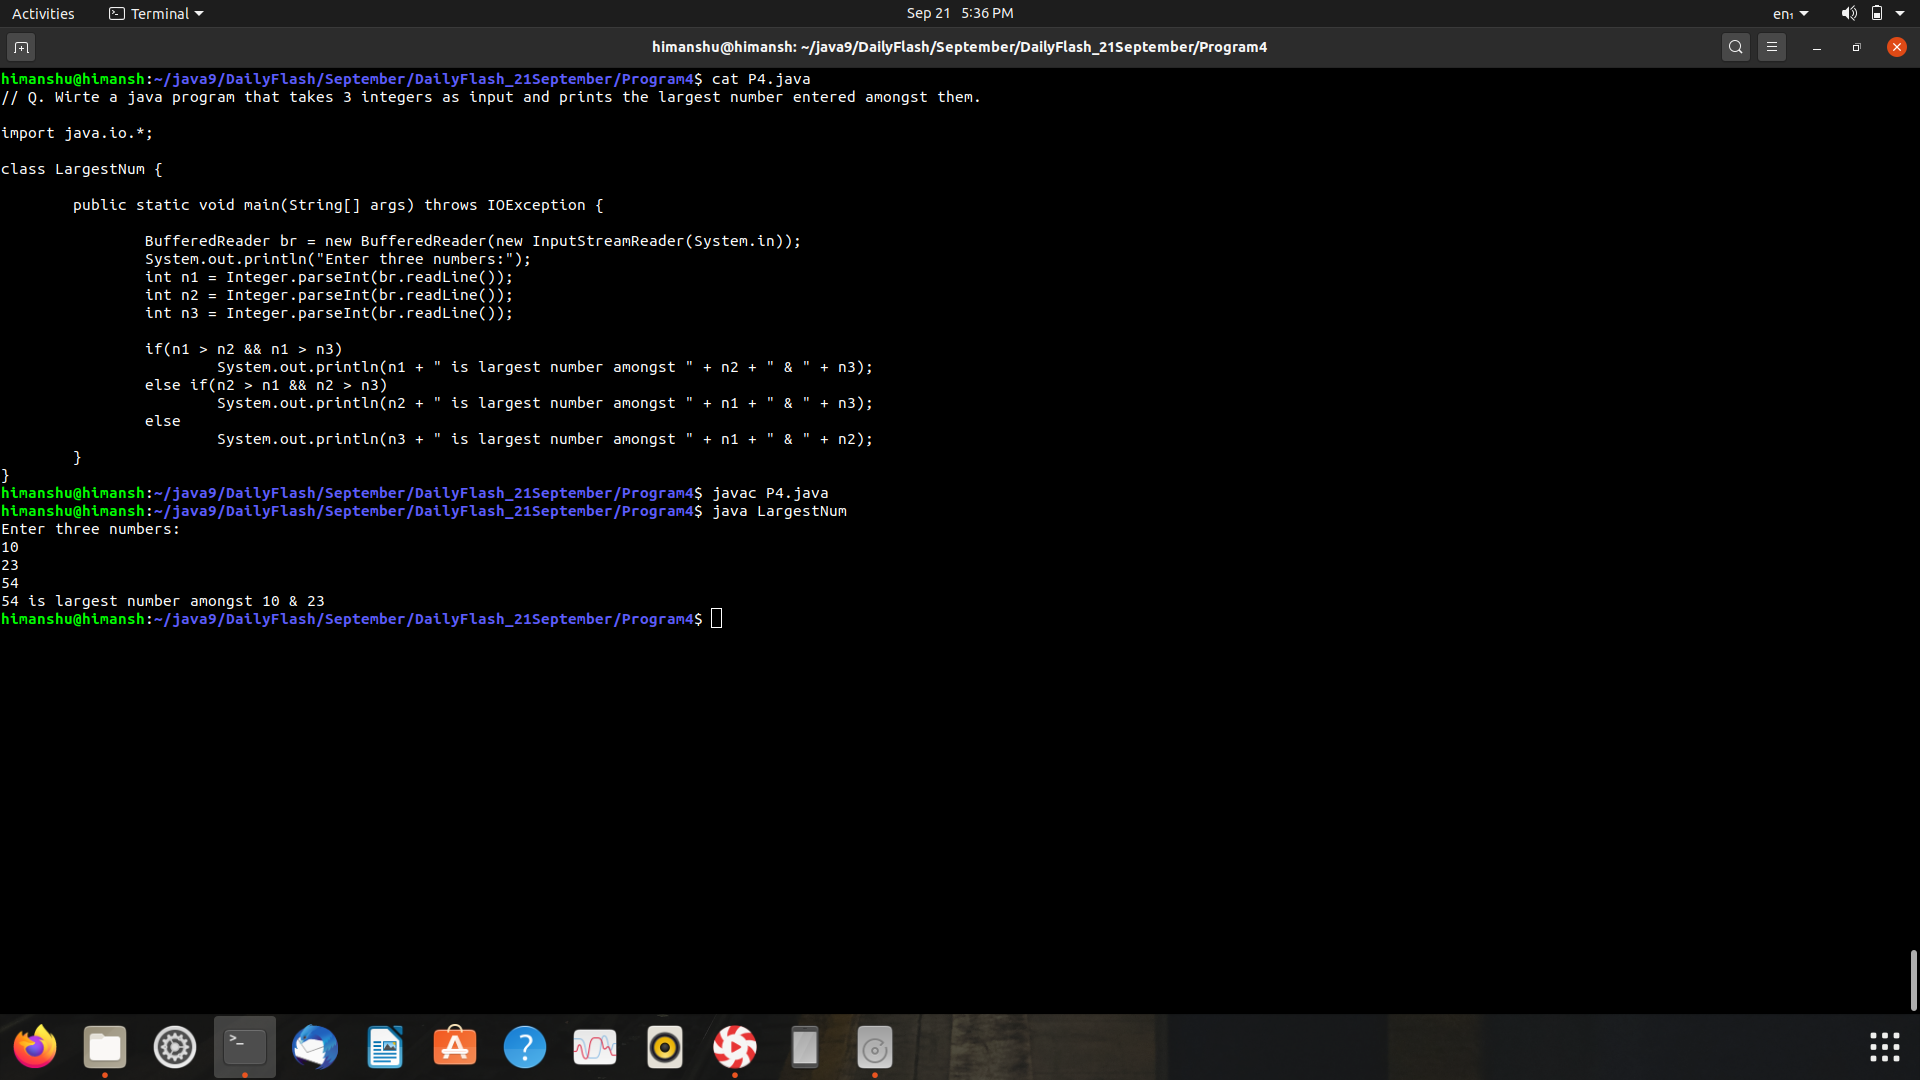 Activities
Terminal
Sep 21 5:36 PM
en₁
himanshu@himansh: ~/java9/DailyFlash/September/DailyFlash_21September/Program4
himanshu@himansh:~/java9/DailyFlash/September/DailyFlash_21September/Program4$ cat P4.java
// Q. Wirte a java program that takes 3 integers as input and prints the largest number entered amongst them.
import java.io.*;
class LargestNum {
public static void main(String[] args) throws IOException {
BufferedReader br = new BufferedReader(new InputStreamReader(System.in));
System.out.println("Enter three numbers:");
int n1 = Integer.parseInt(br.readLine());
int n2 = Integer.parseInt(br.readLine());
int n3 = Integer.parseInt(br.readLine());
if(n1 > n2 && n1 > n3)
System.out.println(n1 + " is largest number amongst " + n2 + " & " + n3);
else if(n2 > n1 && n2 > n3)
System.out.println(n2 + " is largest number amongst " + n1 + " & " + n3);
else
System.out.println(n3 + " is largest number amongst " + n1 + " & " + n2);
}
}
himanshu@himansh:~/java9/DailyFlash/September/DailyFlash_21September/Program4$ javac P4.java
himanshu@himansh:~/java9/DailyFlash/September/DailyFlash_21September/Program4$ java LargestNum
Enter three numbers:
10
23
54
54 is largest number amongst 10 & 23
himanshu@himansh:~/java9/DailyFlash/September/DailyFlash_21September/Program4$